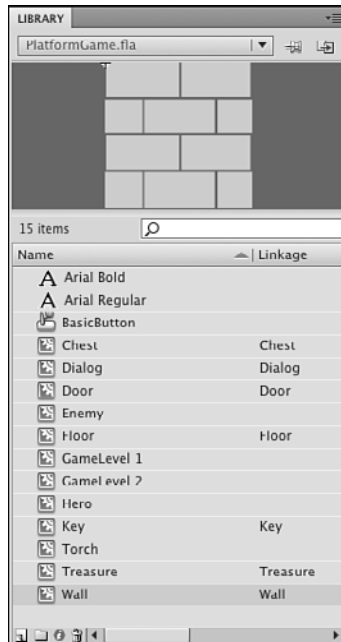 LIBRARY
PlatformGame.fla
15 items
Name Linkage
Arial Bold
Arial Regular
BasicButton
Chest Chest
Dialog Dialog
Door Door
Enemy
Floor Floor
GameLevel 1
GameLevel 2
Hero
Key Key
Torch
Treasure Treasure
Wall Wall